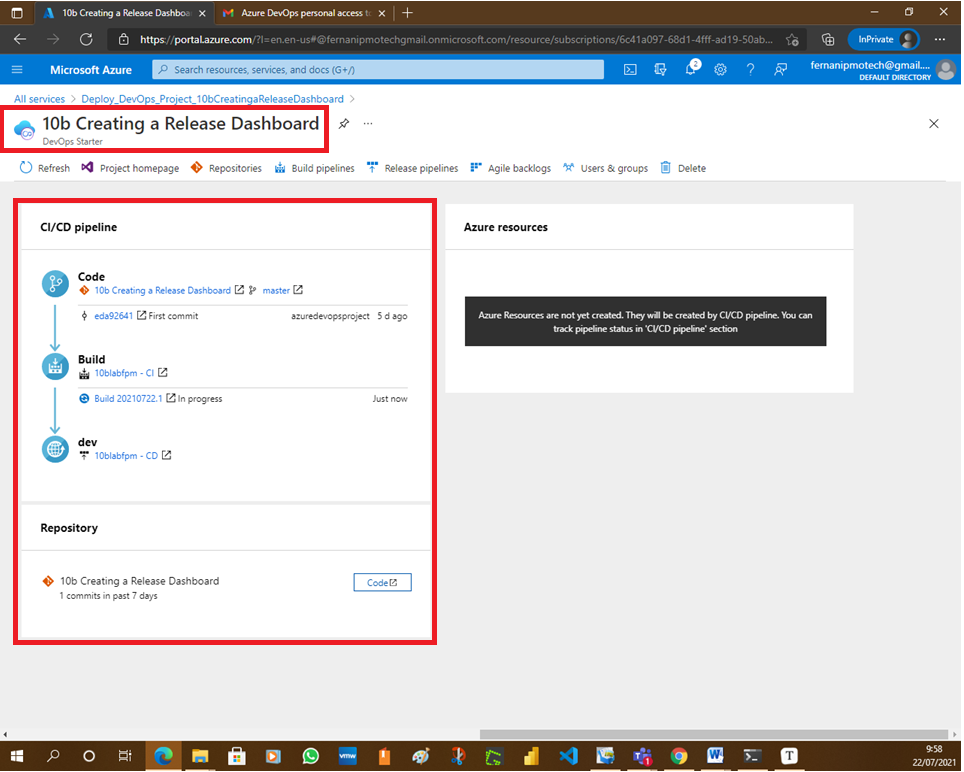 10b Creating a Release Dashboa
Azure DevOps personal access to
https://portal.azure.com/?l=en.en-us#@fernanipmotechgmail.onmicrosoft.com/resource/subscriptions/6c41a097-68d1-4fff-ad19-50ab...
InPrivate
Microsoft Azure
Search resources, services, and docs (G+/)
2
fernanipmotech@gmail....
DEFAULT DIRECTORY
All services > Deploy_DevOps_Project_10bCreatingaReleaseDashboard >
10b Creating a Release Dashboard
DevOps Starter
Refresh Project homepage Repositories Build pipelines Release pipelines Agile backlogs Users & groups Delete
CI/CD pipeline
Code
10b Creating a Release Dashboard master
eda92641 First commit azuredevopsproject 5 d ago
Build
10blabfpm - CI
Build 20210722.1 In progress Just now
dev
10blabfpm - CD
Repository
10b Creating a Release Dashboard
1 commits in past 7 days
Code
Azure resources
Azure Resources are not yet created. They will be created by CI/CD pipeline. You can
track pipeline status in 'CI/CD pipeline' section
vmw
1
W
T
9:58
22/07/2021